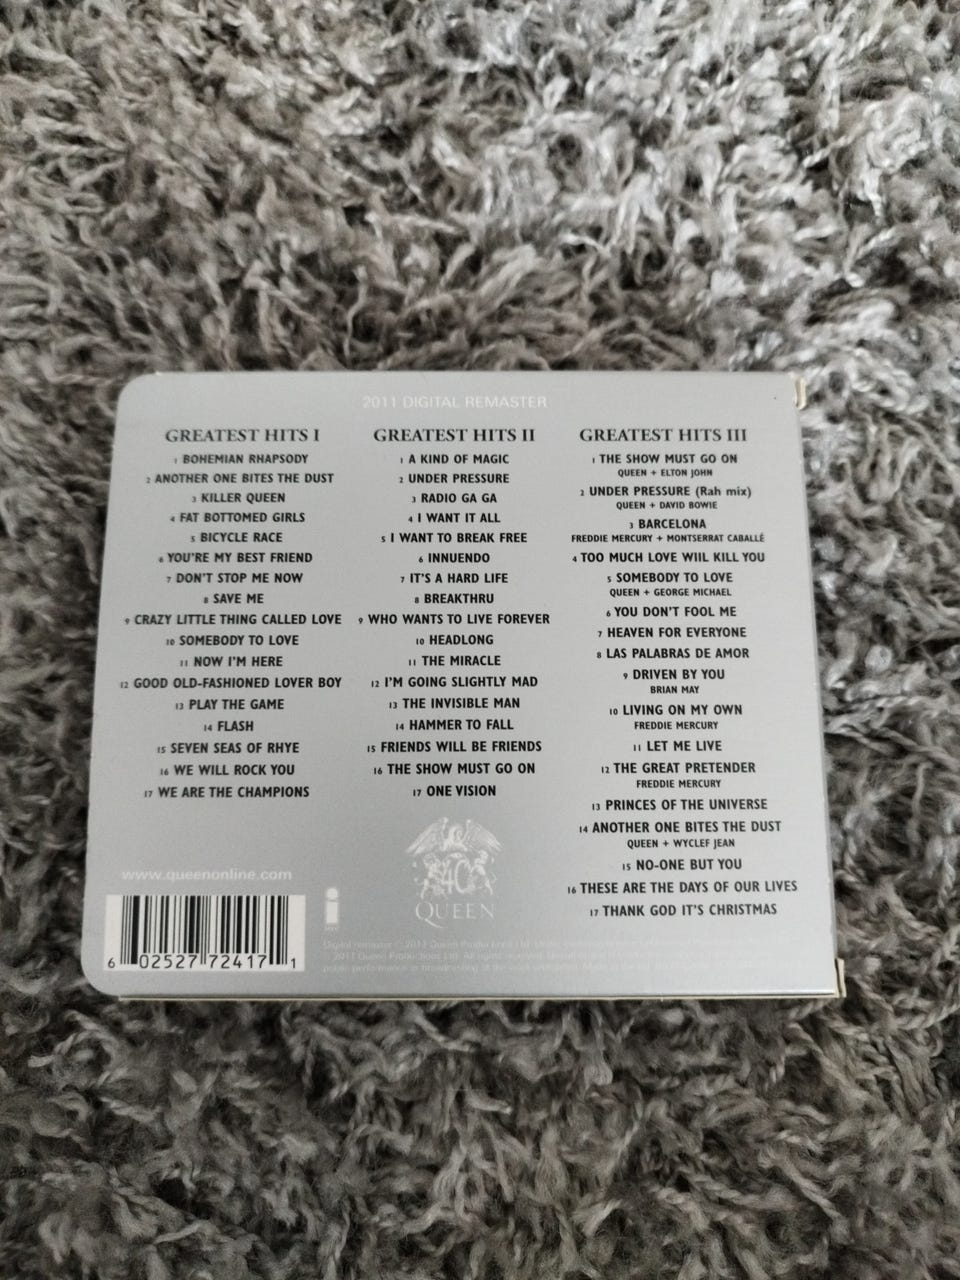 2011 DIGITAL REMASTER
GREATEST HITS I
1 BOHEMIAN RHAPSODY
2 ANOTHER ONE BITES THE DUST
3 KILLER QUEEN
4 FAT BOTTOMED GIRLS
5 BICYCLE RACE
6 YOU'RE MY BEST FRIEND
7 DON'T STOP ME NOW
8 SAVE ME
9 CRAZY LITTLE THING CALLED LOVE
10 SOMEBODY TO LOVE
11 NOW I'M HERE
12 GOOD OLD-FASHIONED LOVER BOY
13 PLAY THE GAME
14 FLASH
15 SEVEN SEAS OF RHYE
16 WE WILL ROCK YOU
17 WE ARE THE CHAMPIONS
GREATEST HITS II
1 A KIND OF MAGIC
2 UNDER PRESSURE
3 RADIO GA GA
4 I WANT IT ALL
5 I WANT TO BREAK FREE
6 INNUENDO
7 IT'S A HARD LIFE
8 BREAKTHRU
9 WHO WANTS TO LIVE FOREVER
10 HEADLONG
11 THE MIRACLE
12 I'M GOING SLIGHTLY MAD
13 THE INVISIBLE MAN
14 HAMMER TO FALL
15 FRIENDS WILL BE FRIENDS
16 THE SHOW MUST GO ON
17 ONE VISION
GREATEST HITS III
1 THE SHOW MUST GO ON
QUEEN + ELTON JOHN
2 UNDER PRESSURE (Rah mix)
QUEEN + DAVID BOWIE
3 BARCELONA
FREDDIE MERCURY + MONTSERRAT CABALLÉ
4 TOO MUCH LOVE WIIL KILL YOU
5 SOMEBODY TO LOVE
QUEEN + GEORGE MICHAEL
6 YOU DON'T FOOL ME
7 HEAVEN FOR EVERYONE
8 LAS PALABRAS DE AMOR
9 DRIVEN BY YOU
BRIAN MAY
10 LIVING ON MY OWN
FREDDIE MERCURY
11 LET ME LIVE
12 THE GREAT PRETENDER
FREDDIE MERCURY
13 PRINCES OF THE UNIVERSE
14 ANOTHER ONE BITES THE DUST
QUEEN + WYCLEF JEAN
15 NO-ONE BUT YOU
16 THESE ARE THE DAYS OF OUR LIVES
17 THANK GOD IT'S CHRISTMAS
www.queenonline.com
6 02527 72417 1
40
QUEEN
Digital remaster 2011 Queen Productions Ltd.
2011 Queen Productions Ltd. All rights reserved.